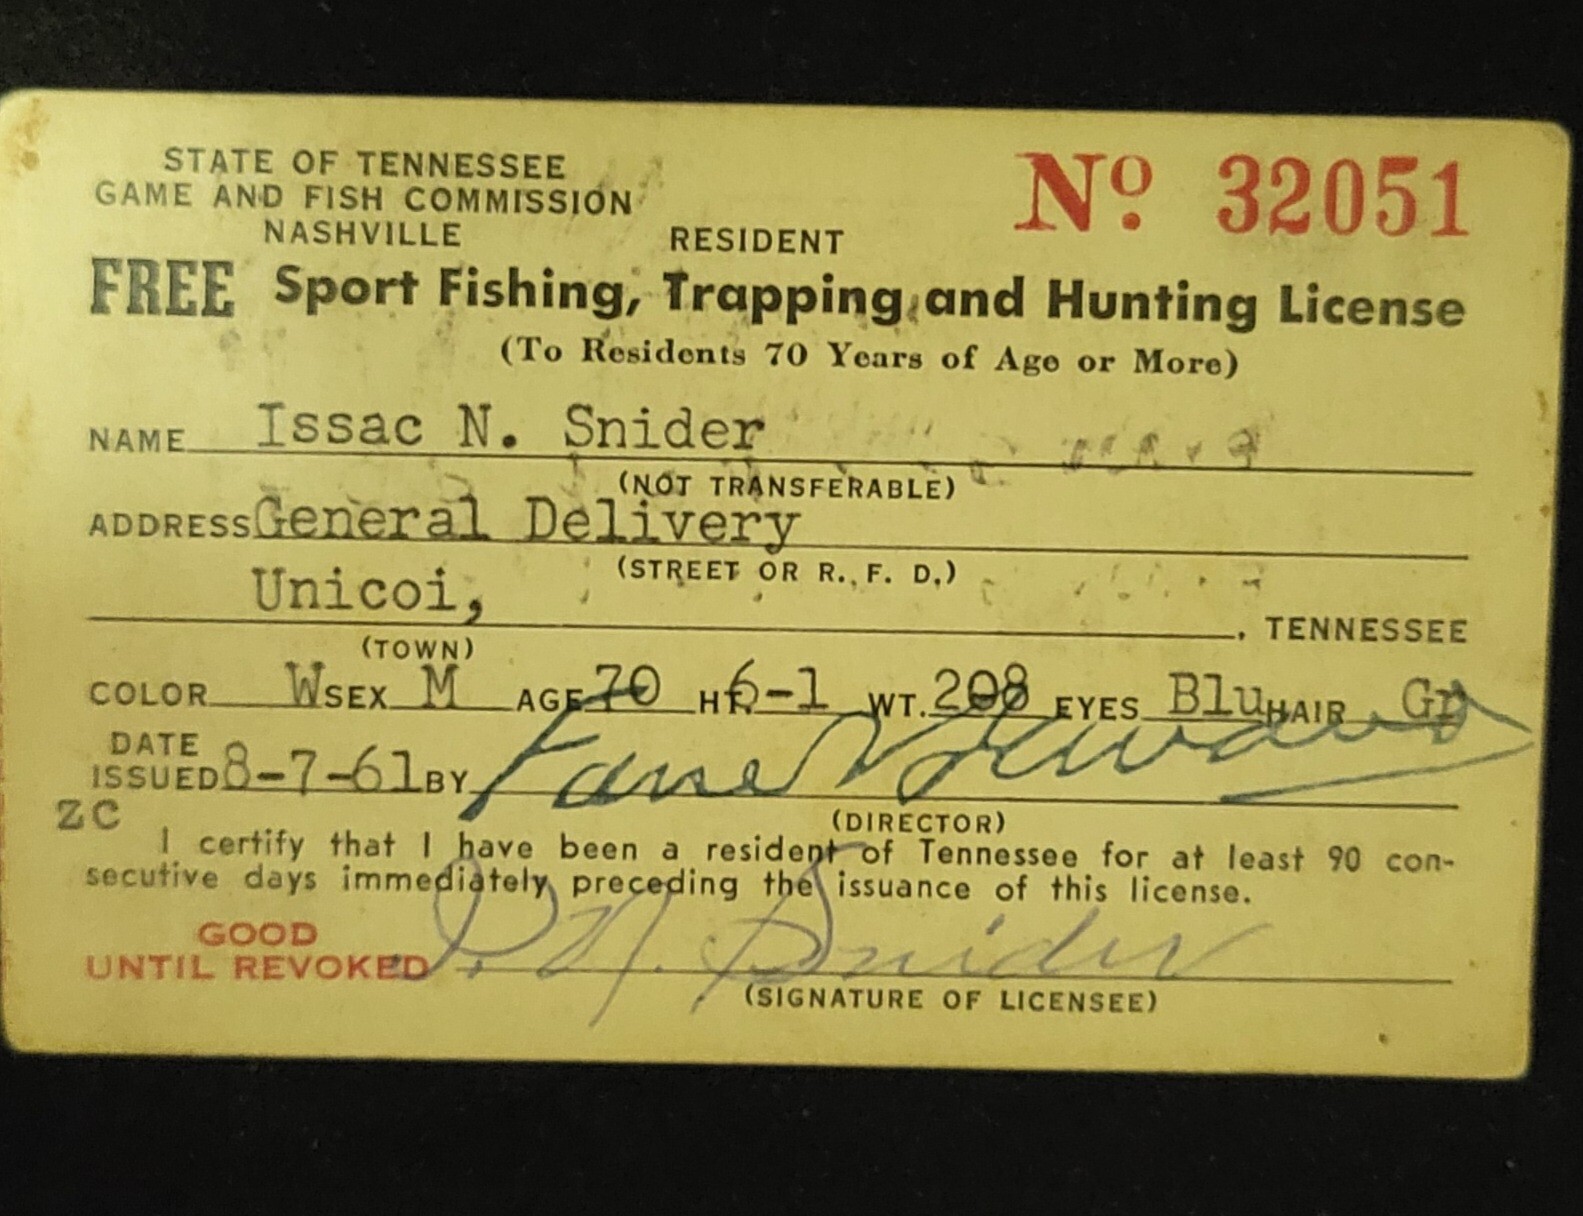 STATE OF TENNESSEE
GAME AND FISH COMMISSION
NASHVILLE
RESIDENT
Nº. 32051
FREE Sport Fishing, Trapping, and Hunting License
(To Residents 70 Years of Age or More)
NAME Issac N. Snider
(NOT TRANSFERABLE)
ADDRESS General Delivery
(STREET OR R. F. D.)
Unicoi, , TENNESSEE
(TOWN)
COLOR W SEX M AGE 70 HT. 6-1 WT. 208 EYES Blu HAIR Gr
DATE
ISSUED 8-7-61 BY
(DIRECTOR)
ZC
I certify that I have been a resident of Tennessee for at least 90 con-
secutive days immediately preceding the issuance of this license.
GOOD
UNTIL REVOKED I. N. Snider
(SIGNATURE OF LICENSEE)